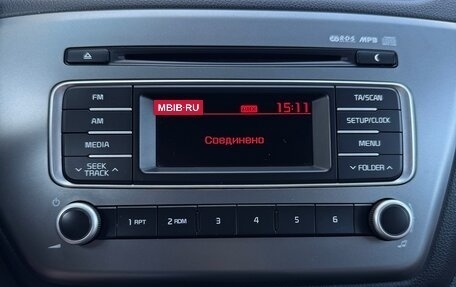 RDS MP3
FM
AM
MEDIA
SEEK
TRACK
MBIB-RU
15:11
Соединено
TA/SCAN
SETUP/CLOCK
MENU
FOLDER
1 RPT
2 RDM
3
4
5
6